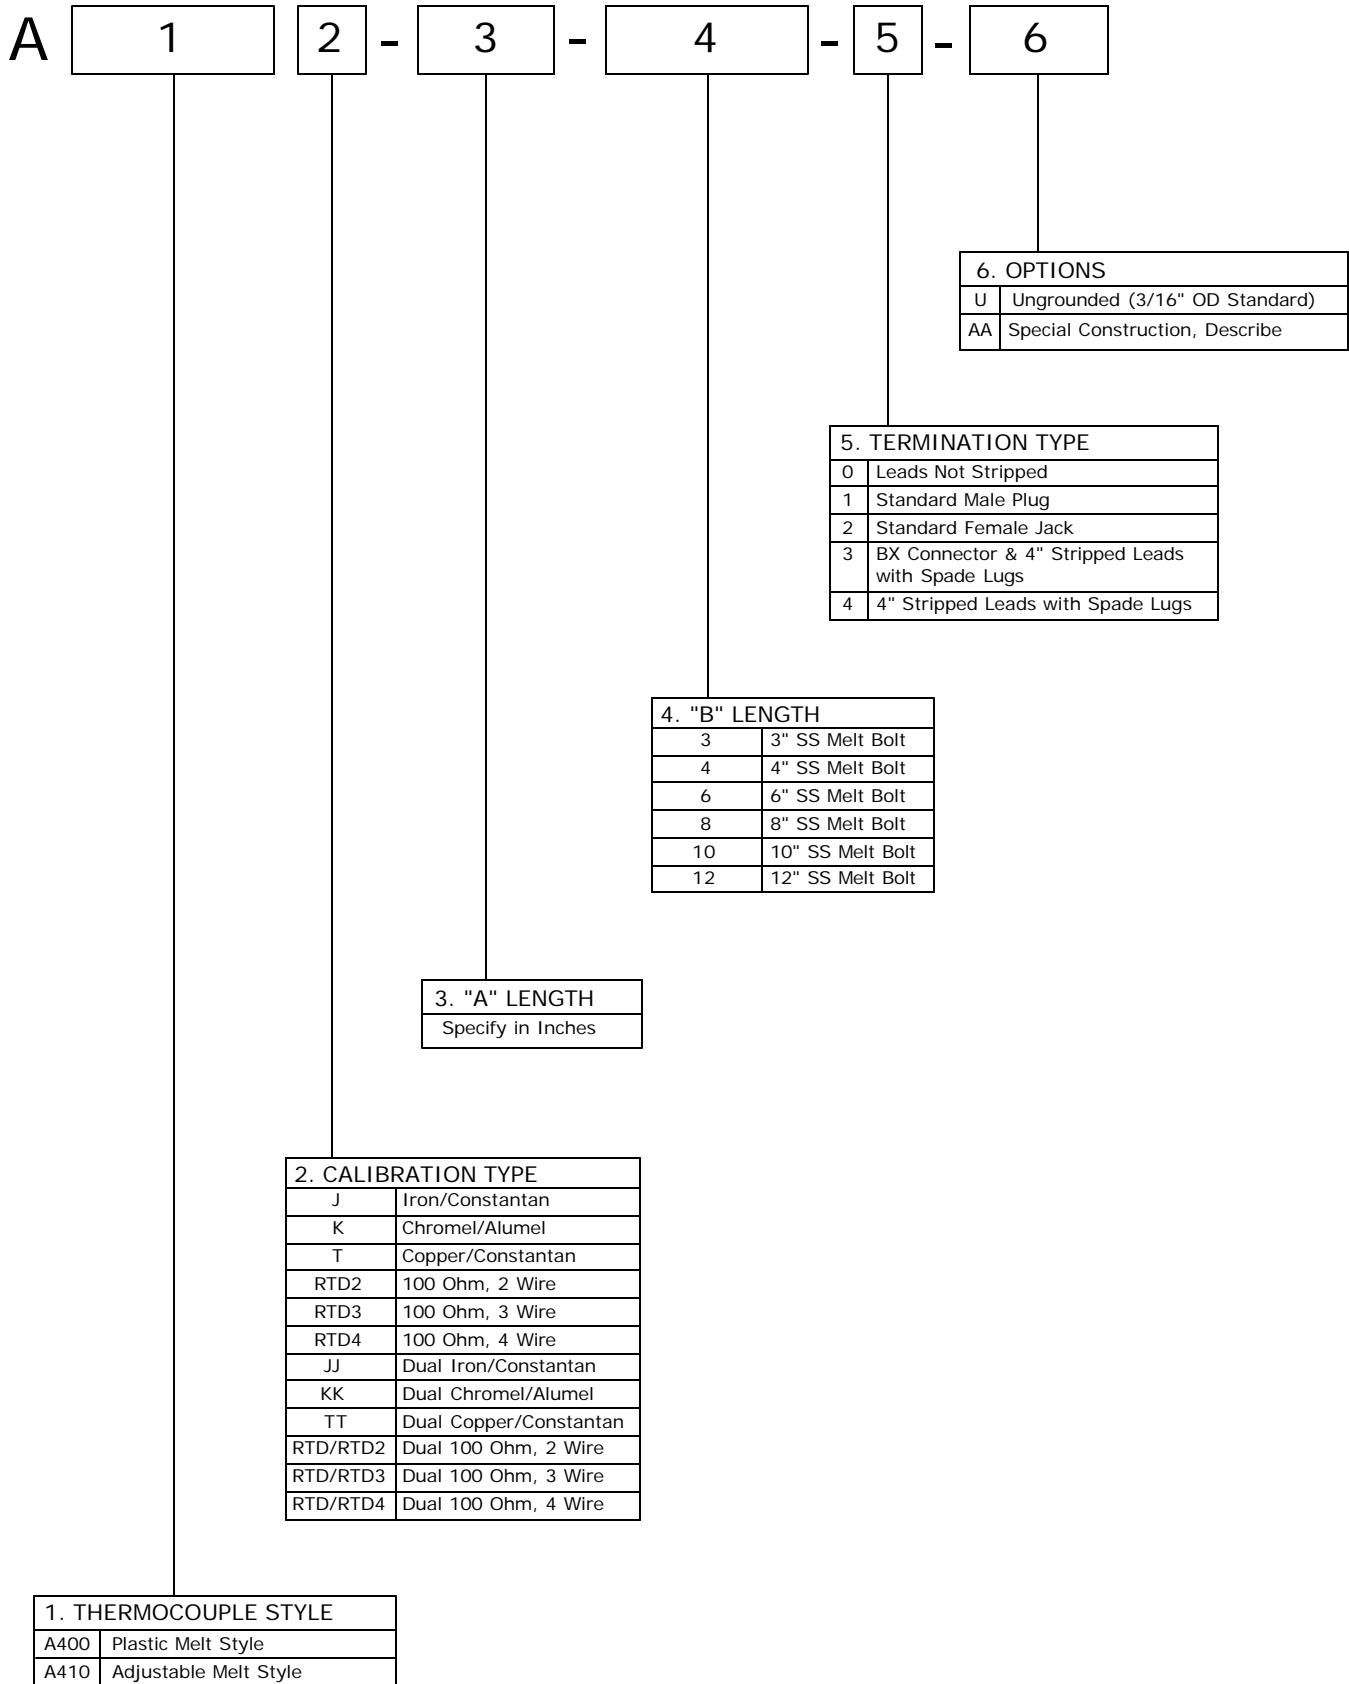 A 1 2 - 3 - 4 - 5 - 6
6. OPTIONS
U Ungrounded (3/16" OD Standard)
AA Special Construction, Describe
5. TERMINATION TYPE
0 Leads Not Stripped
1 Standard Male Plug
2 Standard Female Jack
3 BX Connector & 4" Stripped Leads
with Spade Lugs
4 4" Stripped Leads with Spade Lugs
4. "B" LENGTH
3 3" SS Melt Bolt
4 4" SS Melt Bolt
6 6" SS Melt Bolt
8 8" SS Melt Bolt
10 10" SS Melt Bolt
12 12" SS Melt Bolt
3. "A" LENGTH
Specify in Inches
2. CALIBRATION TYPE
J Iron/Constantan
K Chromel/Alumel
T Copper/Constantan
RTD2 100 Ohm, 2 Wire
RTD3 100 Ohm, 3 Wire
RTD4 100 Ohm, 4 Wire
JJ Dual Iron/Constantan
KK Dual Chromel/Alumel
TT Dual Copper/Constantan
RTD/RTD2 Dual 100 Ohm, 2 Wire
RTD/RTD3 Dual 100 Ohm, 3 Wire
RTD/RTD4 Dual 100 Ohm, 4 Wire
1. THERMOCOUPLE STYLE
A400 Plastic Melt Style
A410 Adjustable Melt Style